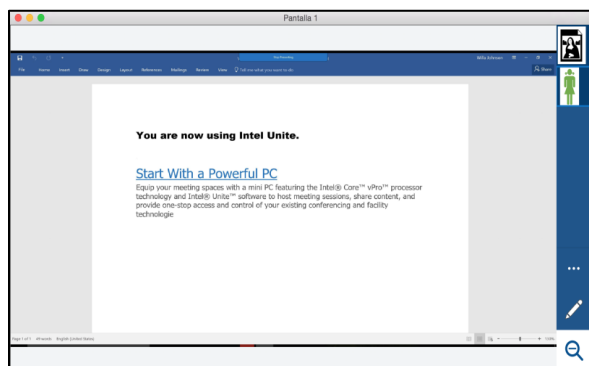 Pantalla 1
File Home Insert Draw Design Layout References Mailings Review View Tell me what you want to do
Share
You are now using Intel Unite.
Start With a Powerful PC
Equip your meeting spaces with a mini PC featuring the Intel® Core™ vPro™ processor
technology and Intel® Unite™ software to host meeting sessions, share content, and
provide one-stop access and control of your existing conferencing and facility
technologie
Page 1 of 1 words English (United States)